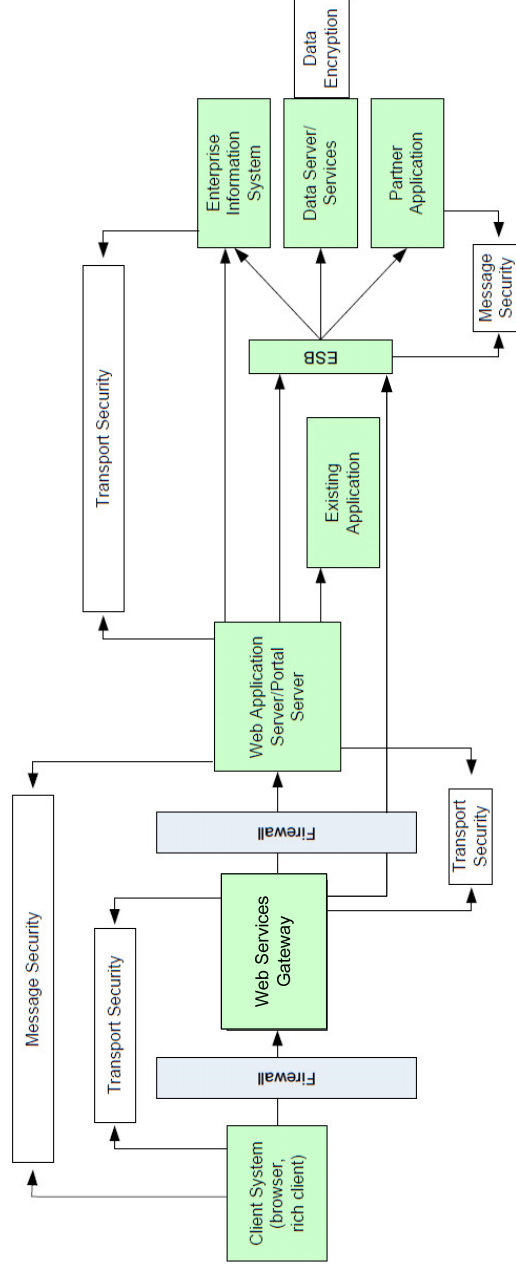 Message Security
Transport Security
Transport Security
Client System
(browser,
rich client)
Firewall
Web Services
Gateway
Firewall
Web Application
Server/Portal
Server
Transport
Security
Existing
Application
ESB
Enterprise
Information
System
Data Server/
Services
Data
Encryption
Partner
Application
Message
Security